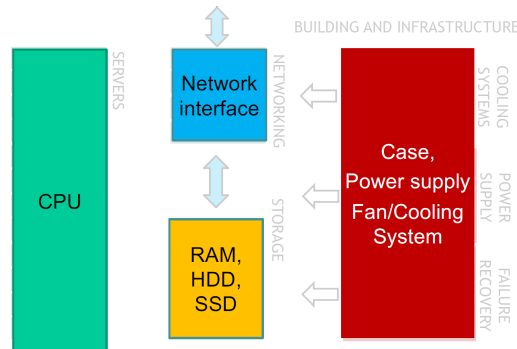 BUILDING AND INFRASTRUCTURE
SERVERS
CPU
Network
interface
NETWORKING
RAM,
HDD,
SSD
STORAGE
Case,
Power supply
Fan/Cooling
System
COOLING
SYSTEMS
POWER
SUPPLY
FAILURE
RECOVERY